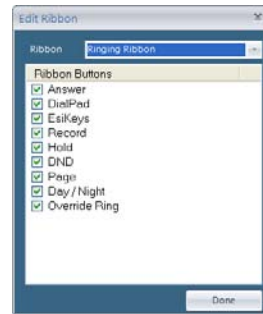 Edit Ribbon
Ribbon Ringing Ribbon
Ribbon Buttons
Answer
DialPad
EsiKeys
Record
Hold
DND
Page
Day / Night
Override Ring
Done